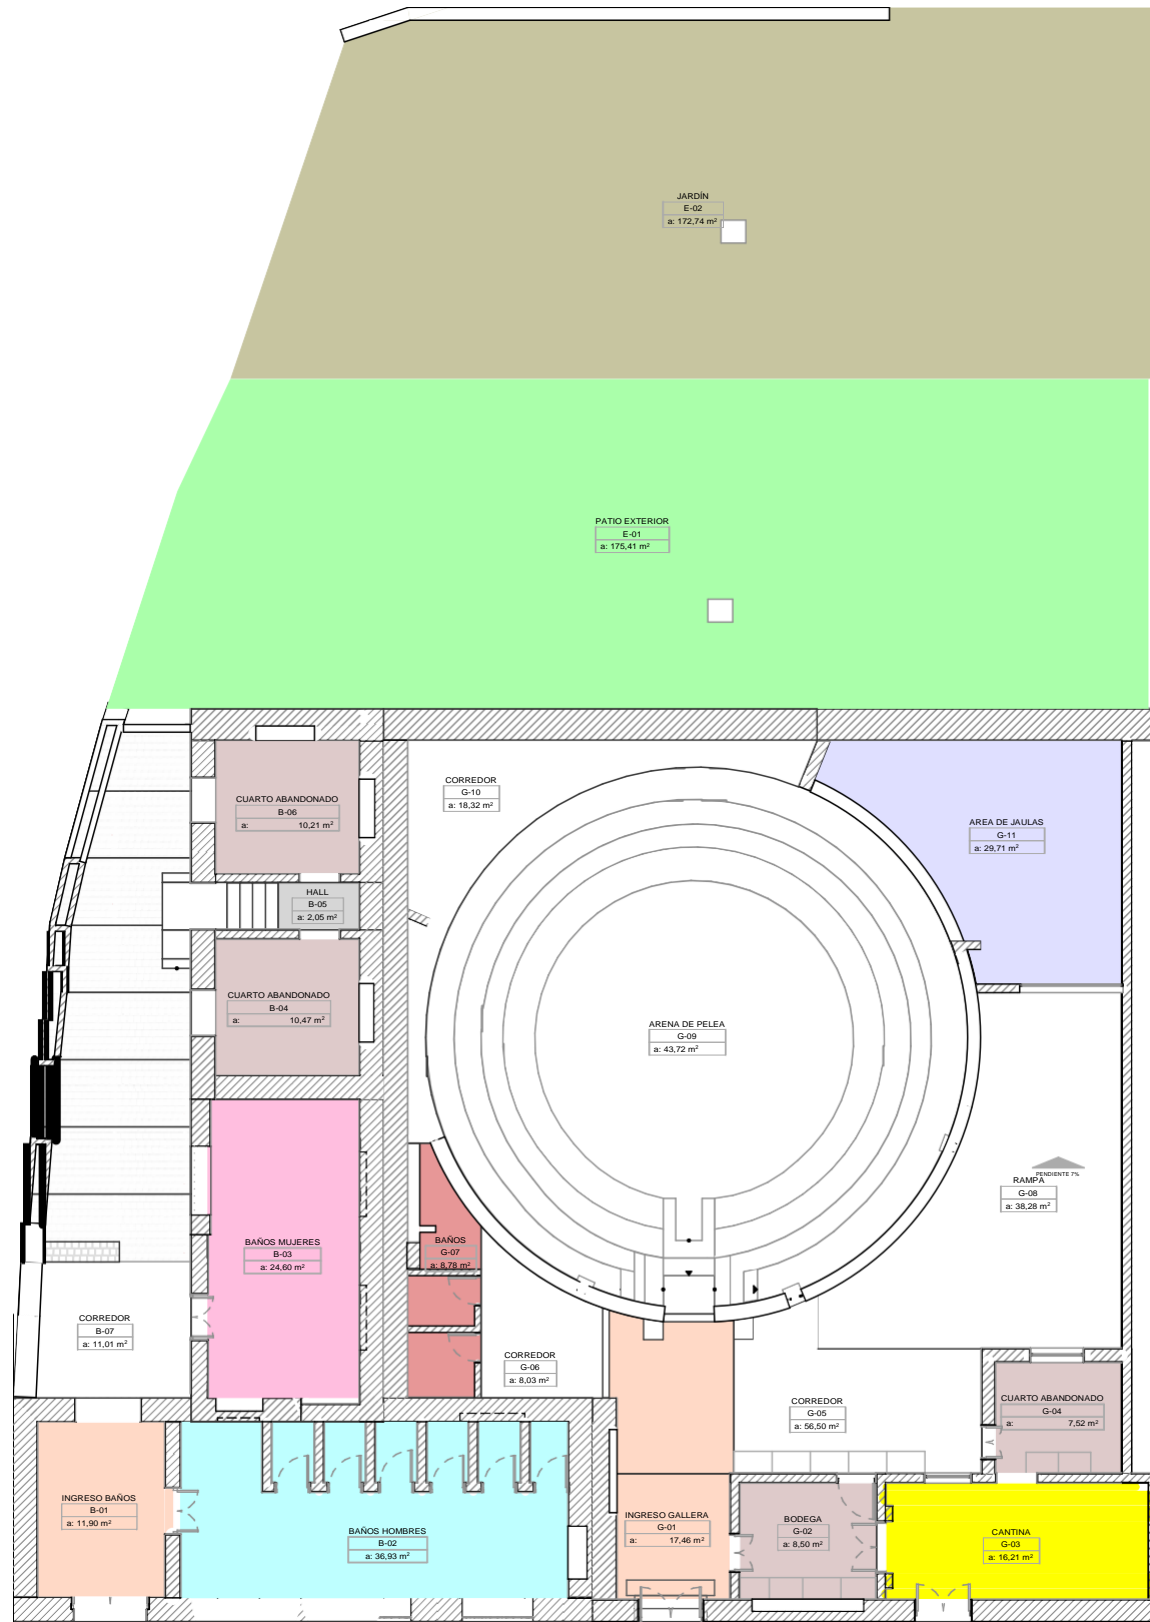 JARDÍN
E-02
a: 172,74 m²
PATIO EXTERIOR
E-01
a: 175,41 m²
CORREDOR
G-10
a: 18,32 m²
CUARTO ABANDONADO
B-06
a: 10,21 m²
AREA DE JAULAS
G-11
a: 29,71 m²
HALL
B-05
a: 2,05 m²
CUARTO ABANDONADO
B-04
a: 10,47 m²
ARENA DE PELEA
G-09
a: 43,72 m²
PENDIENTE 7%
RAMPA
G-08
a: 38,28 m²
BAÑOS MUJERES
B-03
a: 24,60 m²
BAÑOS
G-07
a: 8,78 m²
CORREDOR
B-07
a: 11,01 m²
CORREDOR
G-06
a: 8,03 m²
CORREDOR
G-05
a: 56,50 m²
CUARTO ABANDONADO
G-04
a: 7,52 m²
INGRESO BAÑOS
B-01
a: 11,90 m²
BAÑOS HOMBRES
B-02
a: 36,93 m²
INGRESO GALLERA
G-01
a: 17,46 m²
BODEGA
G-02
a: 8,50 m²
CANTINA
G-03
a: 16,21 m²